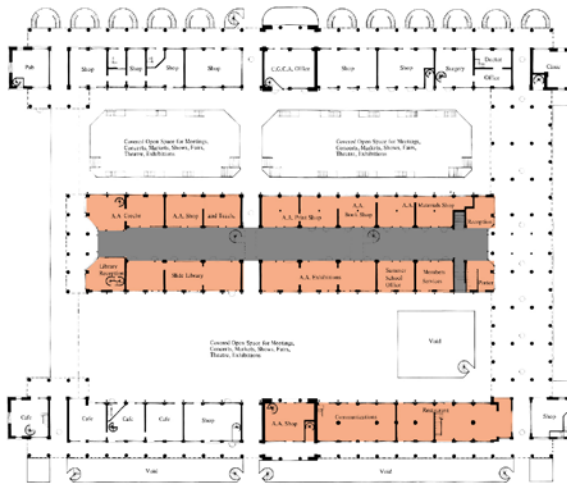 Pub
Shop
Shop
Shop
Shop
Office
Shop
Shop
Surgery
Doctor
Office
Clinic
Covered Open Space for Meetings,
Concerts, Markets, Shows, Fairs,
Theatre, Exhibitions
Covered Open Space for Meetings,
Concerts, Markets, Shows, Fairs,
Theatre, Exhibitions
A.A. Creche
A.A. Shop
A.A. Print Shop
A.A.
Book Shop
A.A. Materials Shop
Reception
Library
Reception
Slide Library
A.A. Exhibitions
Summer
School
Office
Members
Services
Porter
Covered Open Space for Meetings,
Concerts, Markets, Shows, Fairs,
Theatre, Exhibitions
Void
Cafe
Cafe
Cafe
Cafe
Shop
A.A. Shop
Communications
Restaurant
Shop
Void
Void